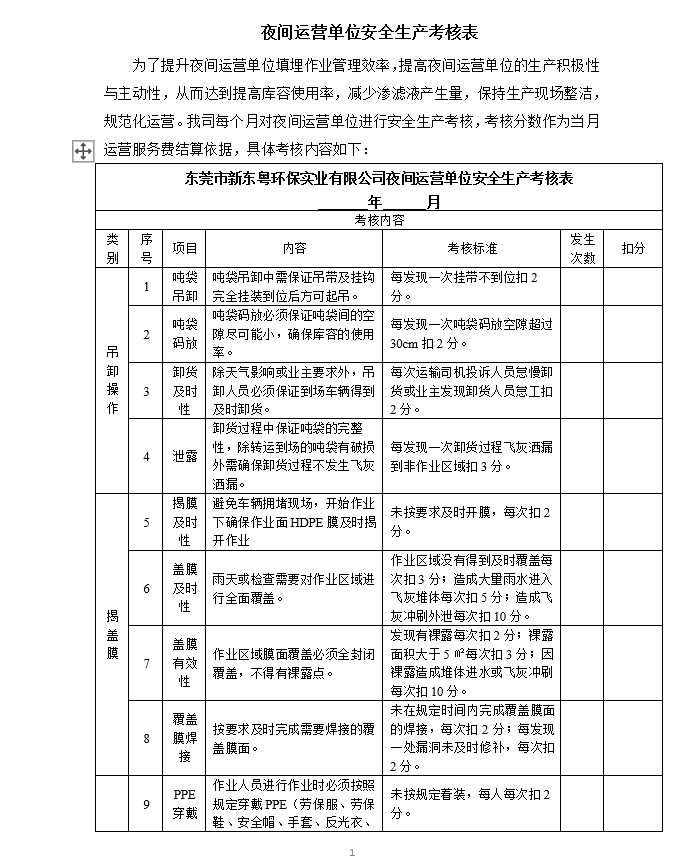 夜间运营单位安全生产考核表
为了提升夜间运营单位填埋作业管理效率，提高夜间运营单位的生产积极性
与主动性，从而达到提高库容使用率，减少渗滤液产生量，保持生产现场整洁，
规范化运营。我司每个月对夜间运营单位进行安全生产考核，考核分数作为当月
运营服务费结算依据，具体考核内容如下：
东莞市新东粤环保实业有限公司夜间运营单位安全生产考核表
年 月
考核内容
类别 序号 项目 内容 考核标准 发生次数 扣分
吊卸操作
1 吨袋吊卸
吨袋吊卸中需保证吊带及挂钩
完全挂装到位后方可起吊。
每发现一次挂带不到位扣 2
分。
2 吨袋码放
吨袋码放必须保证吨袋间的空
隙尽可能小，确保库容的使用
率。
每发现一次吨袋码放空隙超过
30cm 扣 2 分。
3 卸货及时性
除天气影响或业主要求外，吊
卸人员必须保证到场车辆得到
及时卸货。
每次运输司机投诉人员怠慢卸
货或业主发现卸货人员怠工扣
2 分。
4 泄露
卸货过程中保证吨袋的完整
性，除转运到场的吨袋有破损
外需确保卸货过程不发生飞灰
洒漏。
每发现一次卸货过程飞灰洒漏
到非作业区域扣 3 分。
揭盖膜
5 揭膜及时性
避免车辆拥堵现场，开始作业
下确保作业面 HDPE 膜及时揭
开作业
未按要求及时开膜，每次扣 2
分。
6 盖膜及时性
雨天或检查需要对作业区域进
行全面覆盖。
作业区域没有得到及时覆盖每
次扣 3 分；造成大量雨水进入
飞灰堆体每次扣 5 分；造成飞
灰冲刷外泄每次扣 10 分。
7 盖膜有效性
作业区域膜面覆盖必须全封闭
覆盖，不得有裸露点。
发现有裸露每次扣 2 分；裸露
面积大于 5 ㎡每次扣 3 分；因
裸露造成堆体进水或飞灰冲刷
每次扣 10 分。
8 覆盖膜焊接
按要求及时完成需要焊接的覆
盖膜面。
未在规定时间内完成覆盖膜面
的焊接，每次扣 2 分；每发现
一处漏洞未及时修补，每次扣
2 分。
9 PPE穿戴
作业人员进行作业时必须按照
规定穿戴 PPE（劳保服、劳保
鞋、安全帽、手套、反光衣、
未按规定着装，每人每次扣 2
分。
1